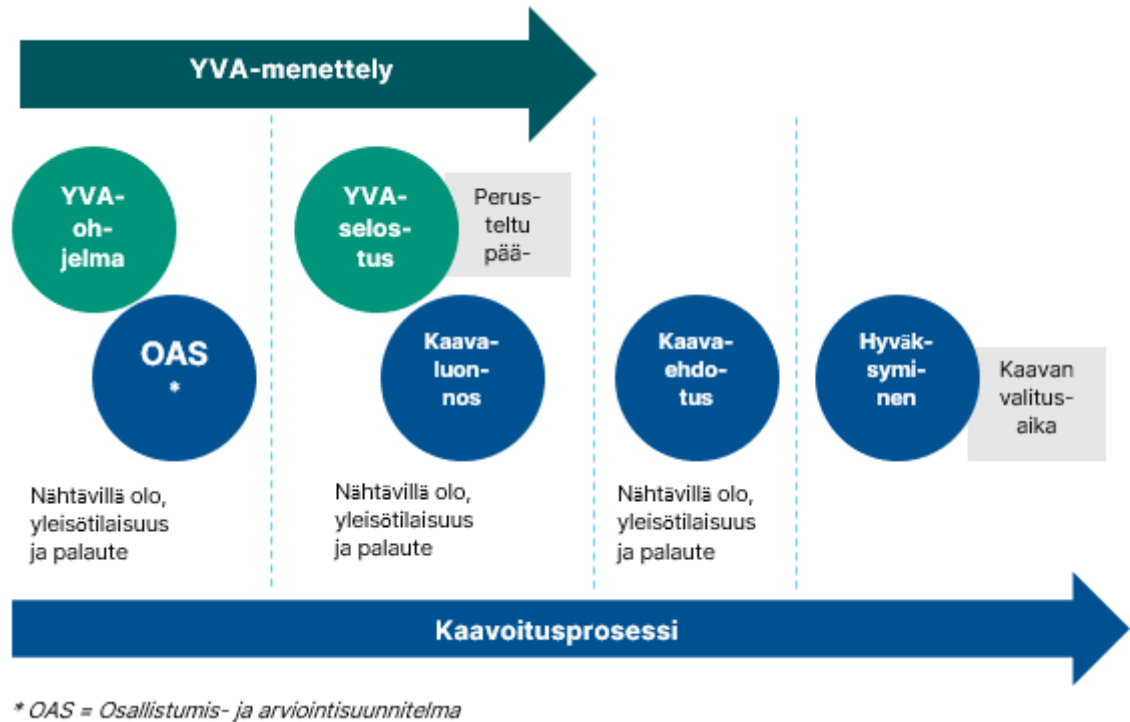 YVA-menettely
YVA-
oh-
jelma
YVA-
selos-
tus
Perus-
teltu
pää-
OAS
*
Kaava-
luon-
nos
Kaava-
ehdo-
tus
Hyväk-
symi-
nen
Kaavan
valitus-
aika
Nähtävillä olo,
yleisötilaisuus
ja palaute
Nähtävillä olo,
yleisötilaisuus
ja palaute
Nähtävillä olo,
yleisötilaisuus
ja palaute
Kaavoitusprosessi
* OAS = Osallistumis- ja arviointisuunnitelma